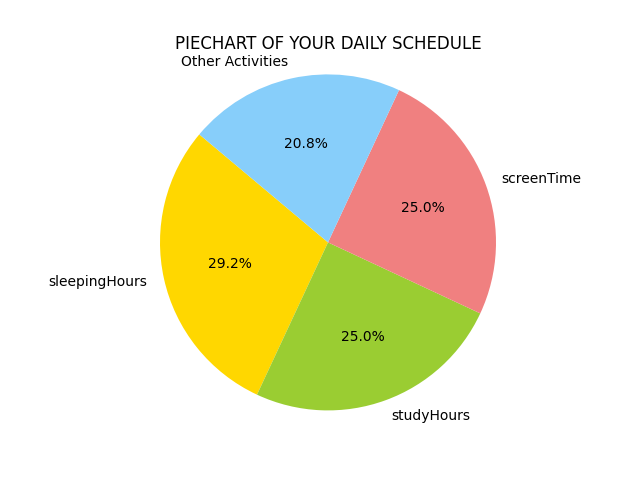 PIECHART OF YOUR DAILY SCHEDULE
Other Activities
20.8%
screenTime
25.0%
29.2%
sleepingHours
25.0%
studyHours